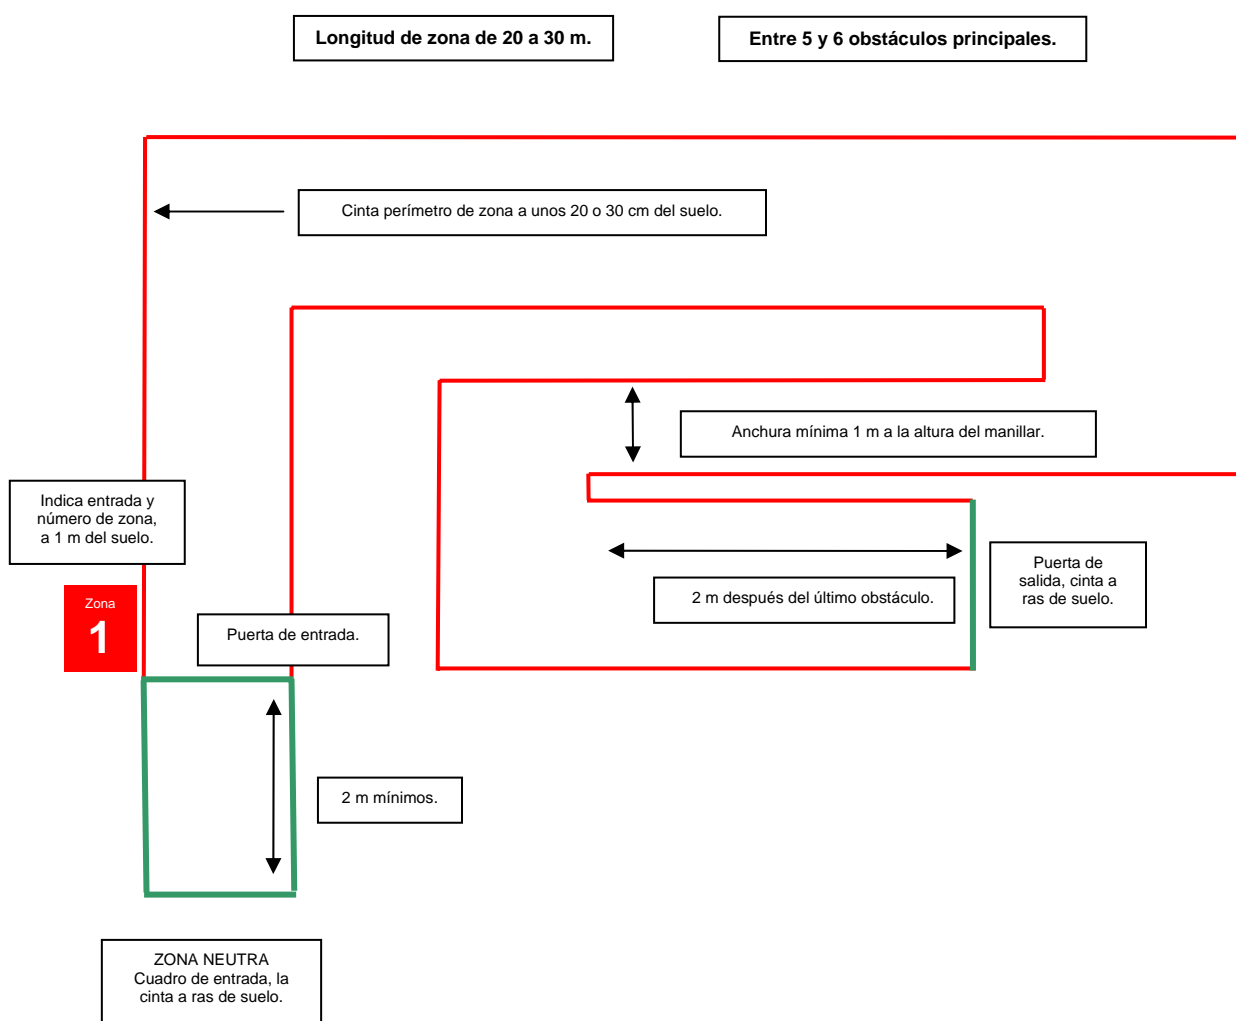 Longitud de zona de 20 a 30 m.
Entre 5 y 6 obstáculos principales.
Cinta perímetro de zona a unos 20 o 30 cm del suelo.
Anchura mínima 1 m a la altura del manillar.
Indica entrada y
número de zona,
a 1 m del suelo.
Zona
1
Puerta de entrada.
2 m después del último obstáculo.
Puerta de
salida, cinta a
ras de suelo.
2 m mínimos.
ZONA NEUTRA
Cuadro de entrada, la
cinta a ras de suelo.